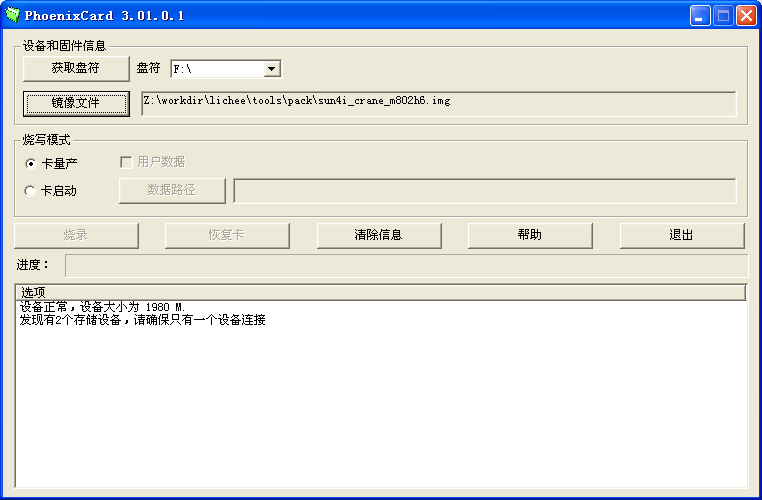 PhoenixCard 3.01.0.1
设备和固件信息
获取盘符 盘符 F:\
镜像文件 Z:\workdir\lichee\tools\pack\sun4i_crane_m802h6.img
烧写模式
卡量产 用户数据
卡启动 数据路径
烧录 恢复卡 清除信息 帮助 退出
进度：
选项
设备正常，设备大小为 1980 M.
发现有2个存储设备，请确保只有一个设备连接